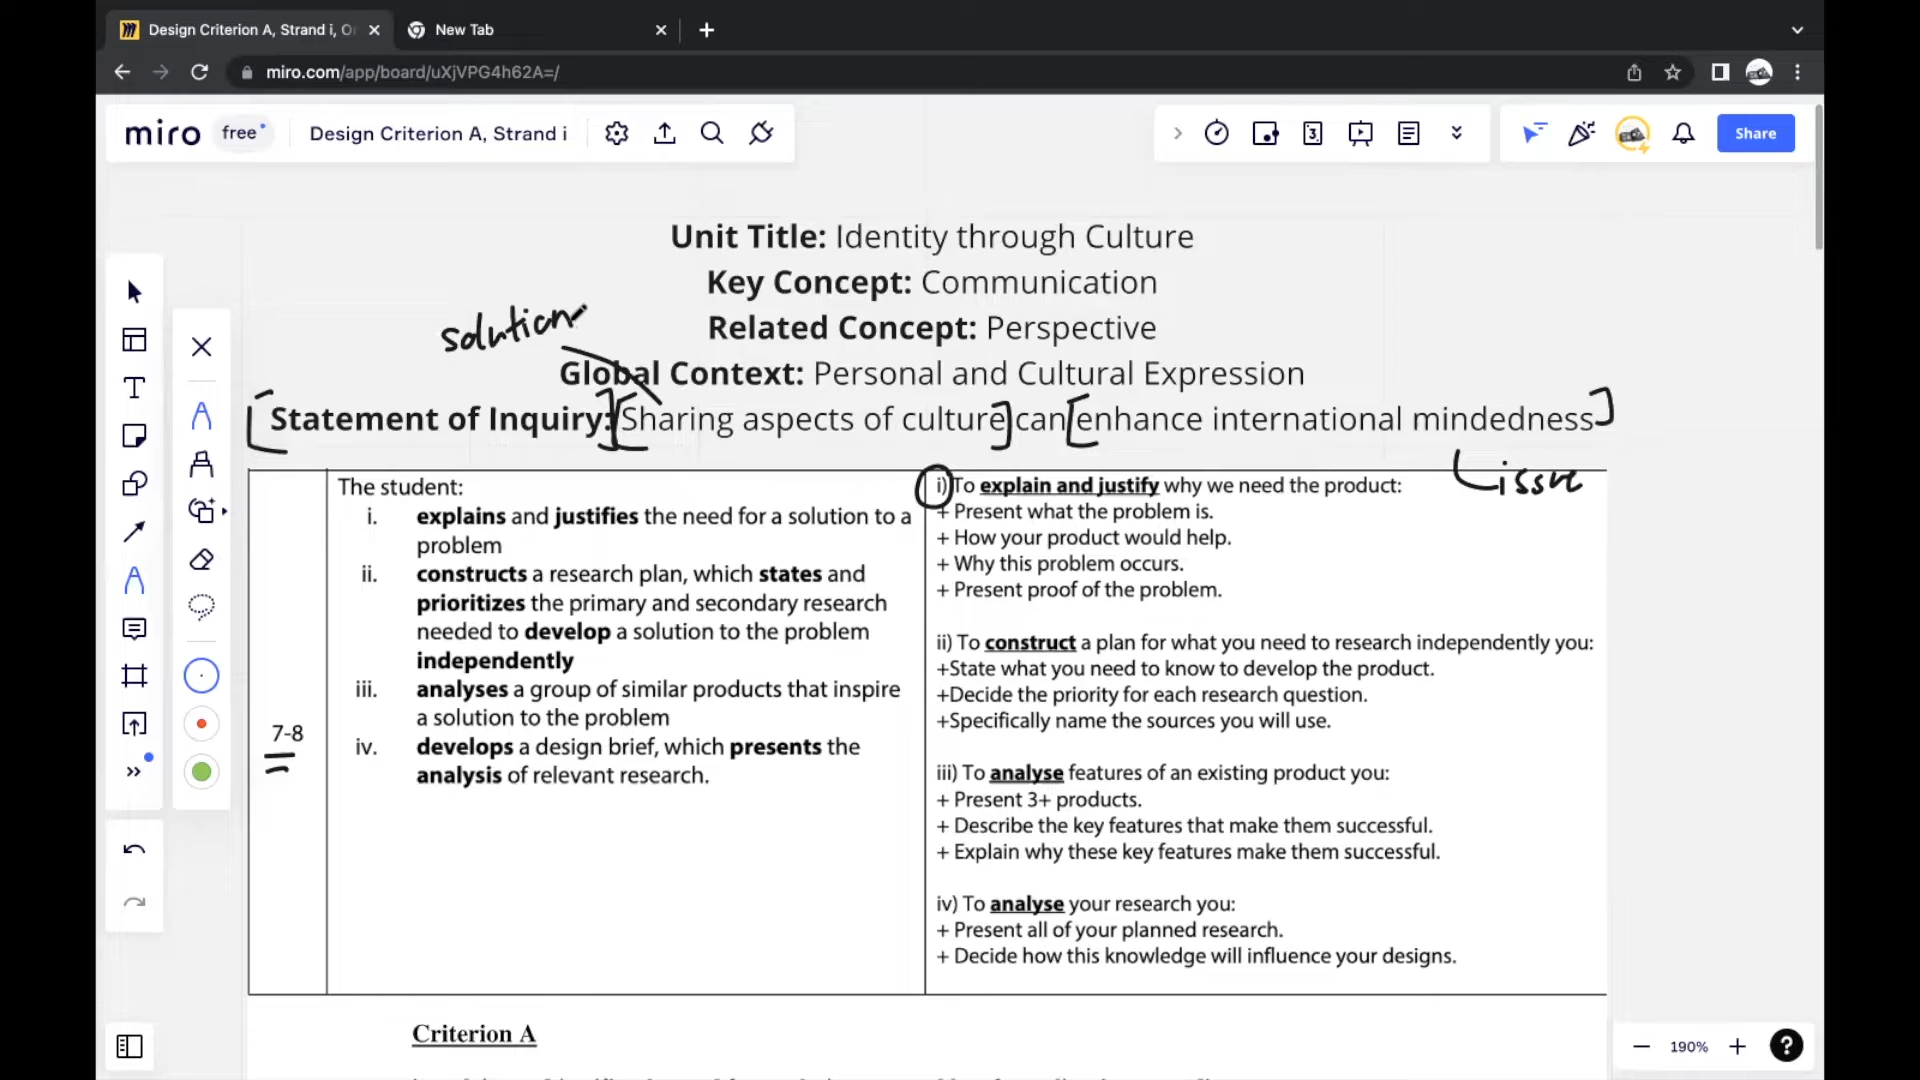 Design Criterion A, Strand i, O
New Tab
miro.com/app/board/uXjVPG4h62A=/
miro free Design Criterion A, Strand i
3
Share
Unit Title: Identity through Culture
Key Concept: Communication
solution
Related Concept: Perspective
Global Context: Personal and Cultural Expression
[Statement of Inquiry:][Sharing aspects of culture] can [enhance international mindedness]
issue
7-8
The student:
i. explains and justifies the need for a solution to a
problem
ii. constructs a research plan, which states and
prioritizes the primary and secondary research
needed to develop a solution to the problem
independently
iii. analyses a group of similar products that inspire
a solution to the problem
iv. develops a design brief, which presents the
analysis of relevant research.
i) To explain and justify why we need the product:
+ Present what the problem is.
+ How your product would help.
+ Why this problem occurs.
+ Present proof of the problem.
ii) To construct a plan for what you need to research independently you:
+State what you need to know to develop the product.
+Decide the priority for each research question.
+Specifically name the sources you will use.
iii) To analyse features of an existing product you:
+ Present 3+ products.
+ Describe the key features that make them successful.
+ Explain why these key features make them successful.
iv) To analyse your research you:
+ Present all of your planned research.
+ Decide how this knowledge will influence your designs.
Criterion A
190%